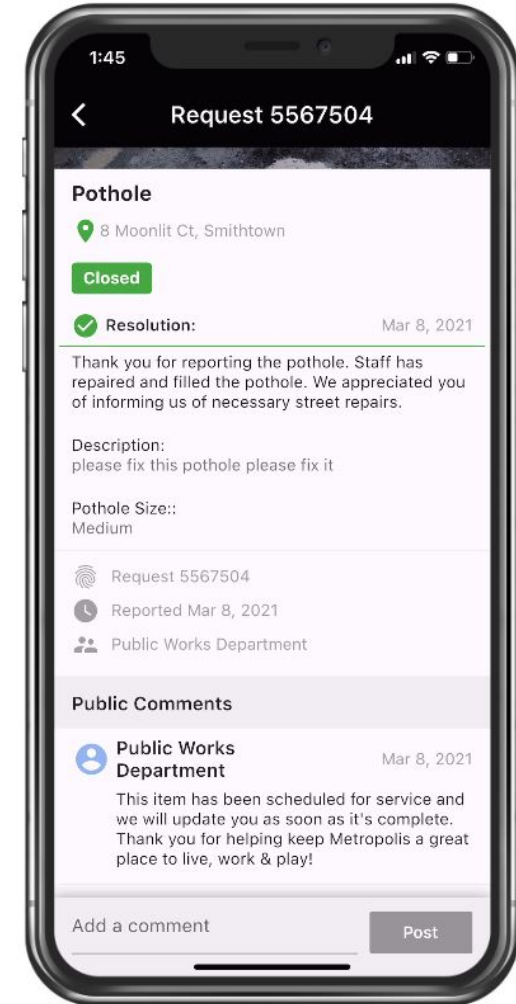 1:45
Request 5567504
Pothole
8 Moonlit Ct, Smithtown
Closed
Resolution: Mar 8, 2021
Thank you for reporting the pothole. Staff has
repaired and filled the pothole. We appreciated you
of informing us of necessary street repairs.
Description:
please fix this pothole please fix it
Pothole Size::
Medium
Request 5567504
Reported Mar 8, 2021
Public Works Department
Public Comments
Public Works Mar 8, 2021
Department
This item has been scheduled for service and
we will update you as soon as it's complete.
Thank you for helping keep Metropolis a great
place to live, work & play!
Add a comment Post